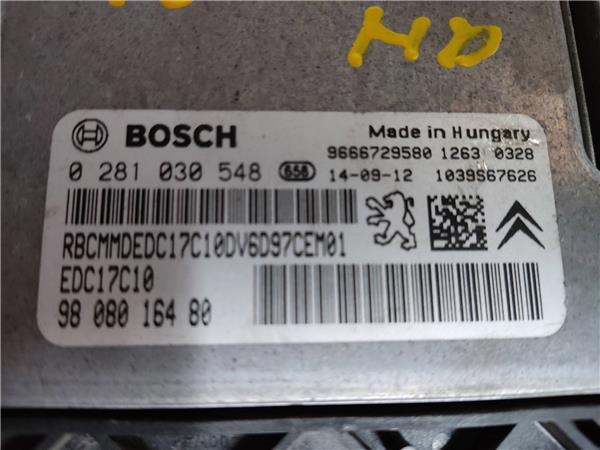 HD
BOSCH
Made in Hungary
9666729580 1263 0328
0 281 030 548 658 14-09-12 1039S67626
RBCMMDEDC17C10DV6D97CEM01
EDC17C10
98 080 164 80